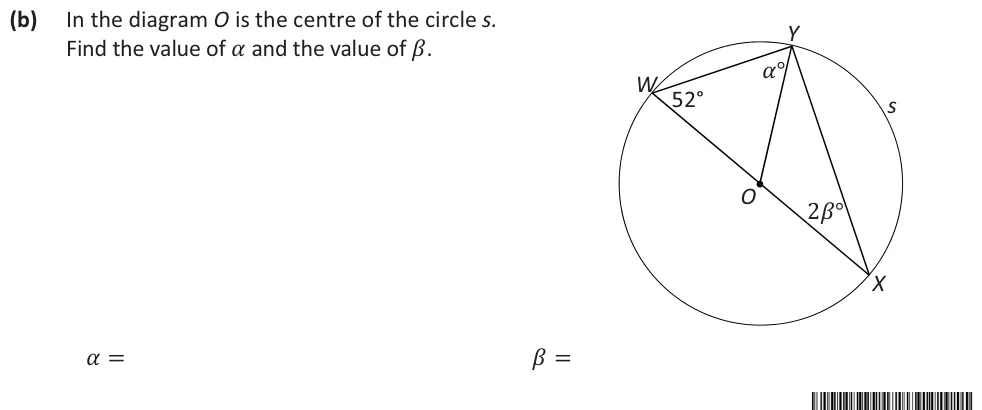 (b) In the diagram O is the centre of the circle s.
Find the value of α and the value of β.
Y
W
α°
52°
s
O
2β°
X
α =
β =